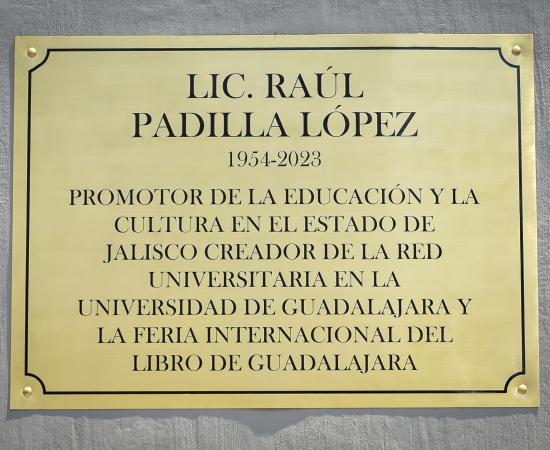 LIC. RAÚL
PADILLA LÓPEZ
1954-2023
PROMOTOR DE LA EDUCACIÓN Y LA
CULTURA EN EL ESTADO DE
JALISCO CREADOR DE LA RED
UNIVERSITARIA EN LA
UNIVERSIDAD DE GUADALAJARA Y
LA FERIA INTERNACIONAL DEL
LIBRO DE GUADALAJARA